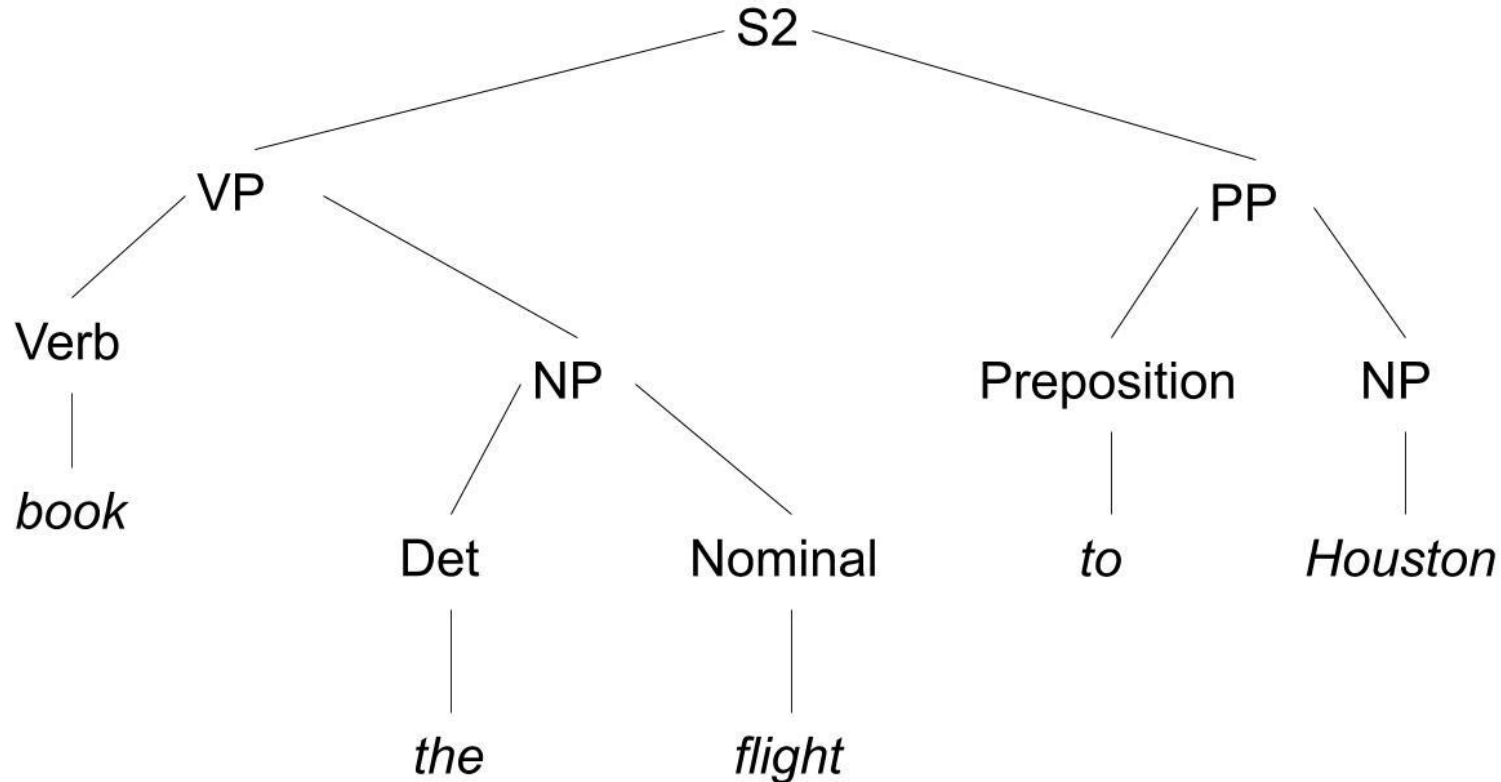 S2
VP PP
Verb
NP Preposition NP
book
Det Nominal to Houston
the flight